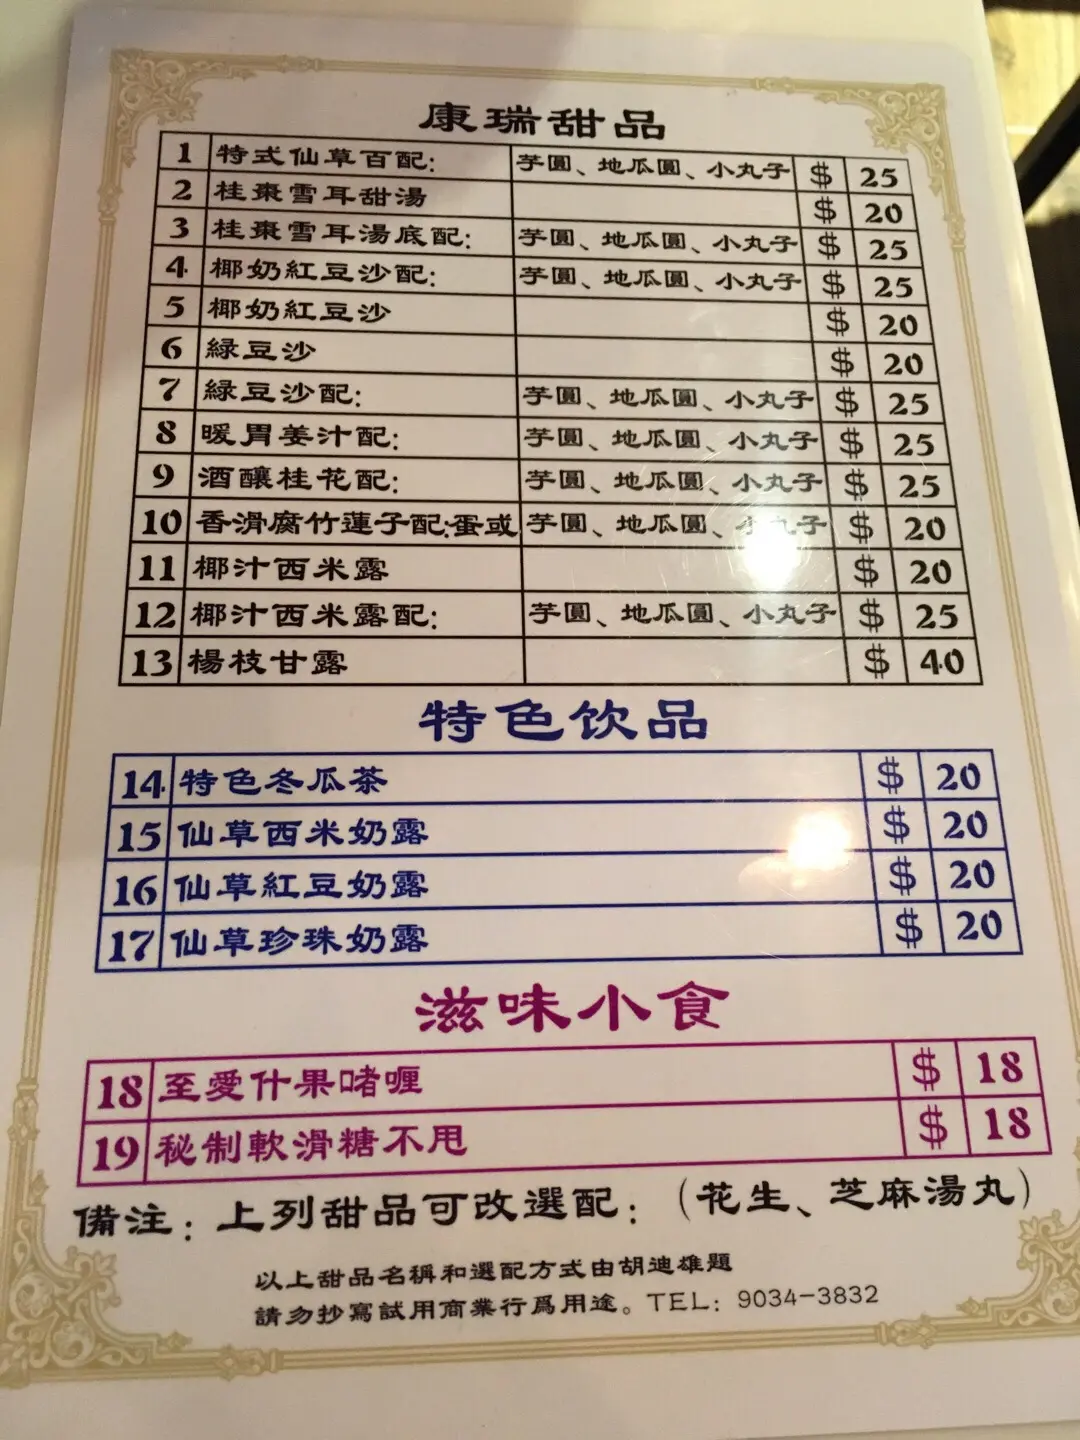 康瑞甜品
1 特式仙草百配: 芋圓、地瓜圓、小丸子 $ 25
2 桂棗雪耳甜湯 $ 20
3 桂棗雪耳湯底配: 芋圓、地瓜圓、小丸子 $ 25
4 椰奶紅豆沙配: 芋圓、地瓜圓、小丸子 $ 25
5 椰奶紅豆沙 $ 20
6 綠豆沙 $ 20
7 綠豆沙配: 芋圓、地瓜圓、小丸子 $ 25
8 暖胃姜汁配: 芋圓、地瓜圓、小丸子 $ 25
9 酒釀桂花配: 芋圓、地瓜圓、小丸子 $ 25
10 香滑腐竹蓮子配:蛋或 芋圓、地瓜圓、小丸子 $ 20
11 椰汁西米露 $ 20
12 椰汁西米露配: 芋圓、地瓜圓、小丸子 $ 25
13 楊枝甘露 $ 40
特色饮品
14 特色冬瓜茶 $ 20
15 仙草西米奶露 $ 20
16 仙草紅豆奶露 $ 20
17 仙草珍珠奶露 $ 20
滋味小食
18 至愛什果啫喱 $ 18
19 秘制軟滑糖不甩 $ 18
備注: 上列甜品可改選配: (花生、芝麻湯丸)
以上甜品名稱和選配方式由胡迪雄題
請勿抄寫試用商業行爲用途。TEL: 9034-3832